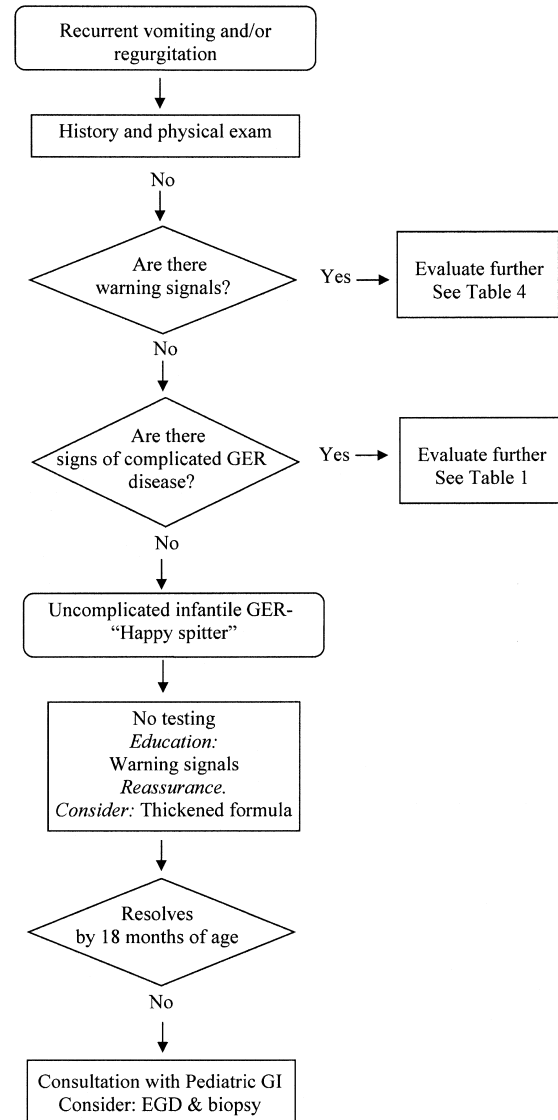 Recurrent vomiting and/or
regurgitation
History and physical exam
No
Are there
warning signals?
Yes
Evaluate further
See Table 4
No
Are there
signs of complicated GER
disease?
Yes
Evaluate further
See Table 1
No
Uncomplicated infantile GER-
“Happy spitter”
No testing
Education:
Warning signals
Reassurance.
Consider: Thickened formula
Resolves
by 18 months of age
No
Consultation with Pediatric GI
Consider: EGD & biopsy